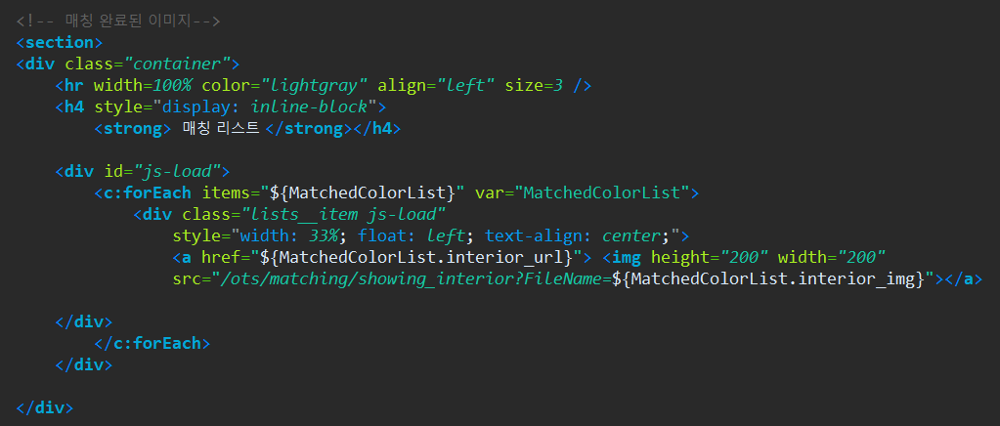 <!-- 매칭 완료된 이미지-->
<section>
<div class="container">
    <hr width=100% color="lightgray" align="left" size=3 />
    <h4 style="display: inline-block">
        <strong> 매칭 리스트 </strong></h4>

    <div id="js-load">
        <c:forEach items="${MatchedColorList}" var="MatchedColorList">
            <div class="lists__item js-load"
                style="width: 33%; float: left; text-align: center;">
                <a href="${MatchedColorList.interior_url}"> <img height="200" width="200"
                src="/ots/matching/showing_interior?FileName=${MatchedColorList.interior_img}"></a>

    </div>
        </c:forEach>
    </div>

</div>